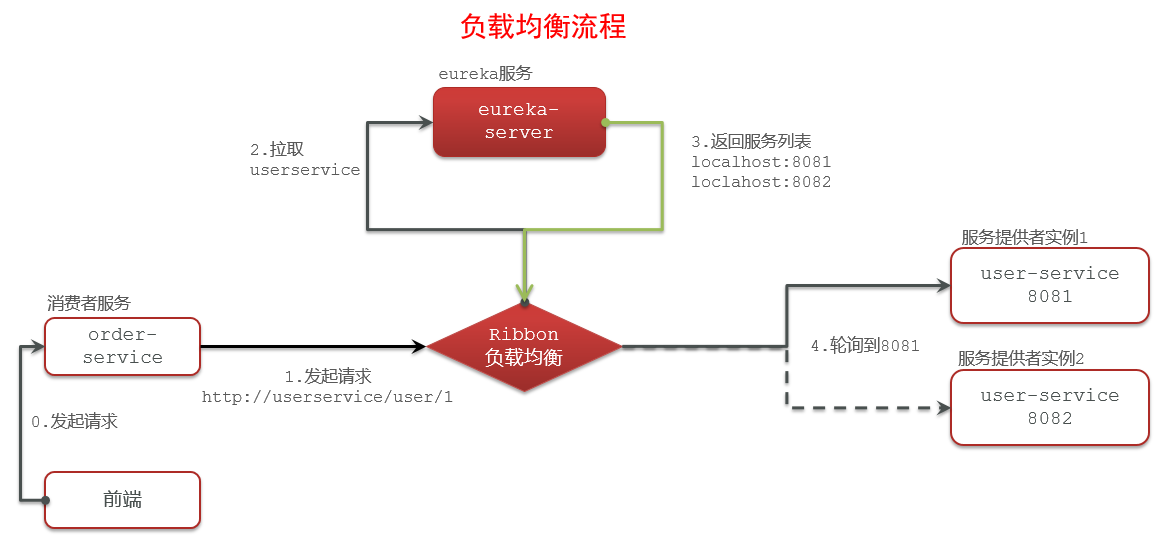 负载均衡流程
eureka服务
eureka-
server
2.拉取
userservice
3.返回服务列表
localhost:8081
loclahost:8082
服务提供者实例1
user-service
8081
消费者服务
order-
service
Ribbon
负载均衡
4.轮询到8081
服务提供者实例2
user-service
8082
1.发起请求
http://userservice/user/1
0.发起请求
前端